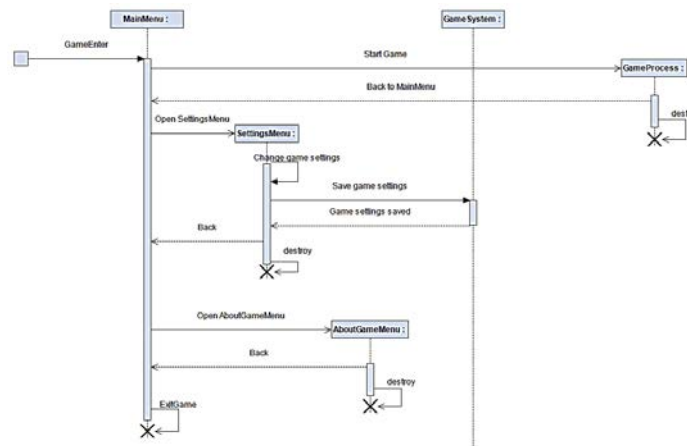 MainMenu :
GameSystem :
GameEnter
Start Game
GameProcess :
Back to MainMenu
Open SettingsMenu
dest
SettingsMenu :
Change game settings
Save game settings
Game settings saved
Back
destroy
Open AboutGameMenu
AboutGameMenu :
Back
destroy
ExitGame